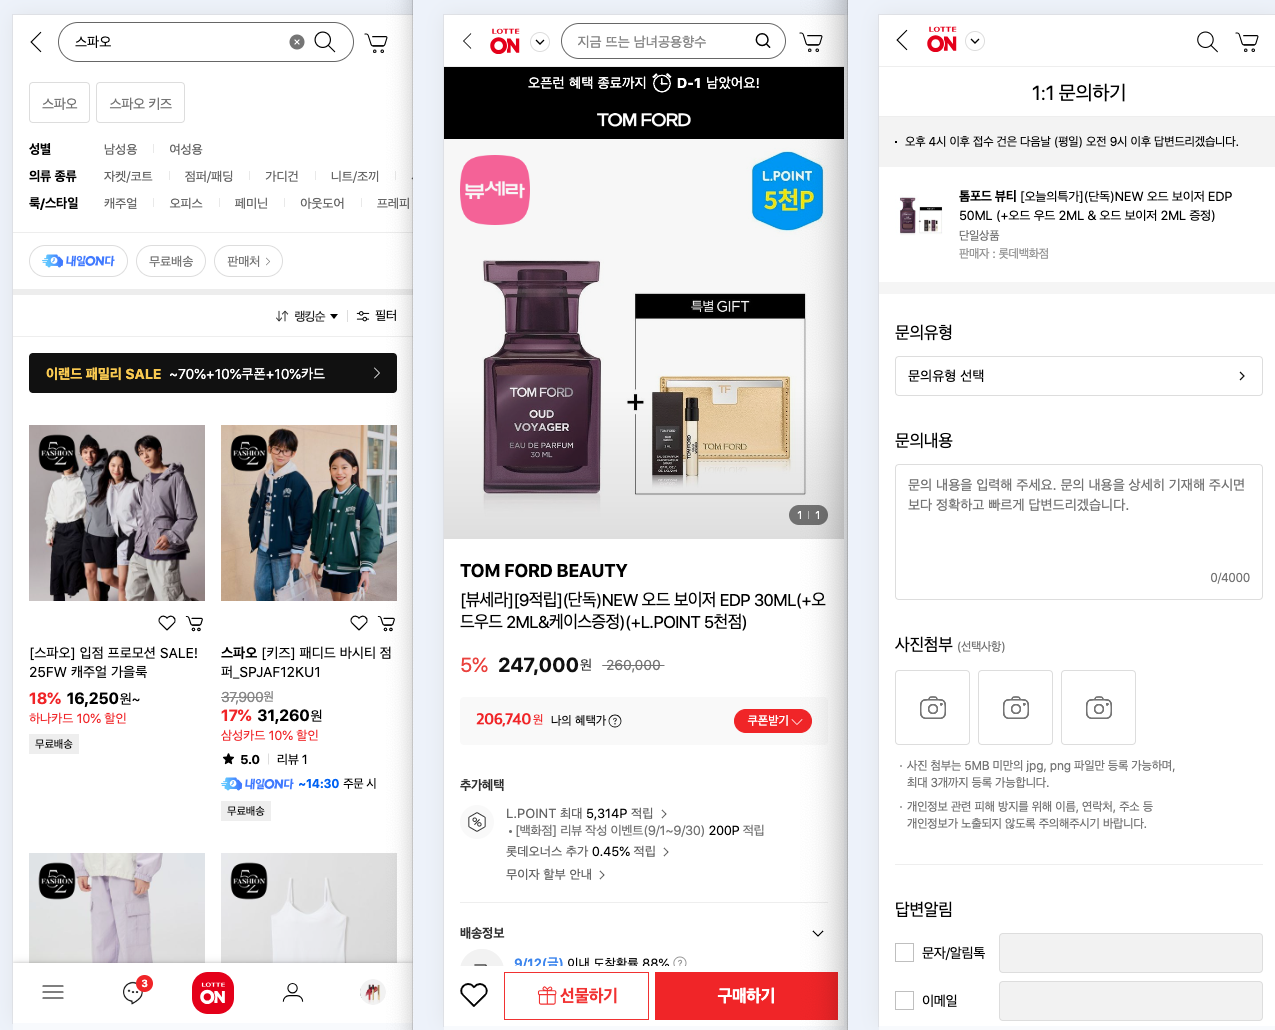 스파오
스파오
스파오 키즈
성별 남성용 여성용
의류 종류 자켓/코트 점퍼/패딩 가디건 니트/조끼
룩/스타일 캐주얼 오피스 페미닌 아웃도어 프레피
내일ON다 무료배송 판매처
랭킹순 필터
이랜드 패밀리 SALE ~70%+10%쿠폰+10%카드
FASHION
52
FASHION
52
[스파오] 입점 프로모션 SALE!
25FW 캐주얼 가을룩
18% 16,250원~
하나카드 10% 할인
무료배송
스파오 [키즈] 패디드 바시티 점
퍼_SPJAF12KU1
37,900원
17% 31,260원
삼성카드 10% 할인
5.0 리뷰 1
내일ON다 ~14:30 주문 시
무료배송
FASHION
52
FASHION
52
3
LOTTE
ON
LOTTE
ON
지금 뜨는 남녀공용향수
오픈런 혜택 종료까지 D-1 남았어요!
TOM FORD
뷰세라
L.POINT
5천P
특별 GIFT
TOM FORD
OUD
VOYAGER
EAU DE PARFUM
30 ML
+
TF
TOM FORD
TOM FORD
1 1
TOM FORD BEAUTY
[뷰세라][9적립](단독)NEW 오드 보이저 EDP 30ML(+오
드우드 2ML&케이스증정)(+L.POINT 5천점)
5% 247,000원 260,000
206,740원 나의 혜택가 쿠폰받기
추가혜택
L.POINT 최대 5,314P 적립
• [백화점] 리뷰 작성 이벤트(9/1~9/30) 200P 적립
롯데오너스 추가 0.45% 적립
무이자 할부 안내
배송정보
9/12(금) 이내 도착확률 88%
선물하기
구매하기
LOTTE
ON
1:1 문의하기
· 오후 4시 이후 접수 건은 다음날 (평일) 오전 9시 이후 답변드리겠습니다.
톰포드 뷰티 [오늘의특가](단독)NEW 오드 보이저 EDP
50ML (+오드 우드 2ML & 오드 보이저 2ML 증정)
단일상품
판매자 : 롯데백화점
문의유형
문의유형 선택
문의내용
문의 내용을 입력해 주세요. 문의 내용을 상세히 기재해 주시면
보다 정확하고 빠르게 답변드리겠습니다.
0/4000
사진첨부 (선택사항)
· 사진 첨부는 5MB 미만의 jpg, png 파일만 등록 가능하며,
최대 3개까지 등록 가능합니다.
· 개인정보 관련 피해 방지를 위해 이름, 연락처, 주소 등
개인정보가 노출되지 않도록 주의해주시기 바랍니다.
답변알림
문자/알림톡
이메일